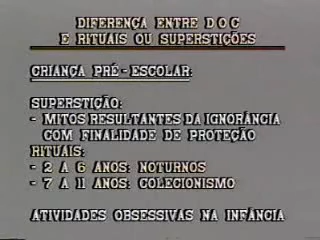 DIFERENÇA ENTRE D O C
E RITUAIS OU SUPERSTIÇÕES
CRIANÇA PRÉ-ESCOLAR:
SUPERSTIÇÃO:
- MITOS RESULTANTES DA IGNORÂNCIA
COM FINALIDADE DE PROTEÇÃO
RITUAIS:
- 2 A 6 ANOS: NOTURNOS
- 7 A 11 ANOS: COLECIONISMO
ATIVIDADES OBSESSIVAS NA INFÂNCIA